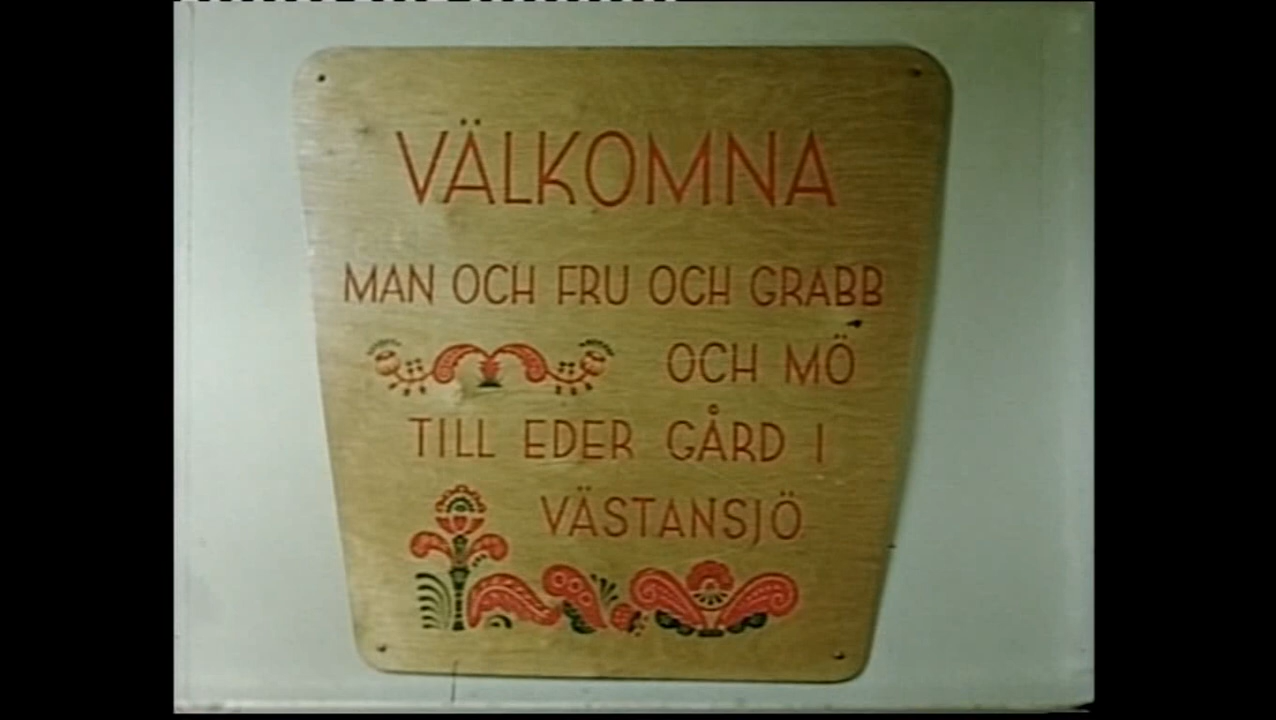 VÄLKOMNA
MAN OCH FRU OCH GRABB
OCH MÖ
TILL EDER GÅRD I
VÄSTANSJÖ